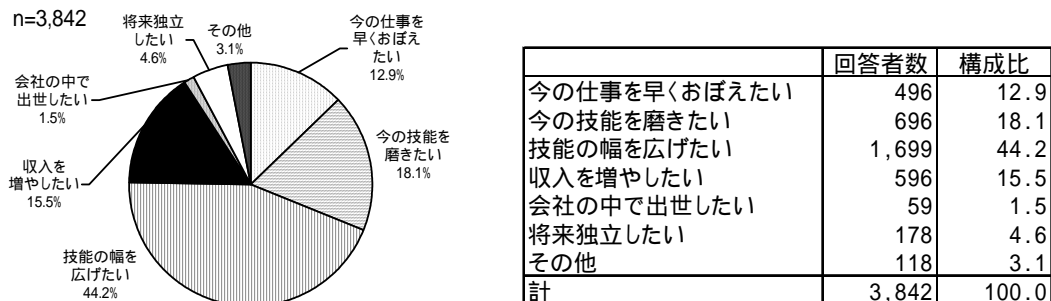 n=3,842
将来独立
したい
4.6%
その他
3.1%
今の仕事を
早くおぼえ
たい
12.9%
会社の中で
出世したい
1.5%
今の技能を
磨きたい
18.1%
収入を
増やしたい
15.5%
技能の幅を
広げたい
44.2%
回答者数 構成比
今の仕事を早くおぼえたい 496 12.9
今の技能を磨きたい 696 18.1
技能の幅を広げたい 1,699 44.2
収入を増やしたい 596 15.5
会社の中で出世したい 59 1.5
将来独立したい 178 4.6
その他 118 3.1
計 3,842 100.0